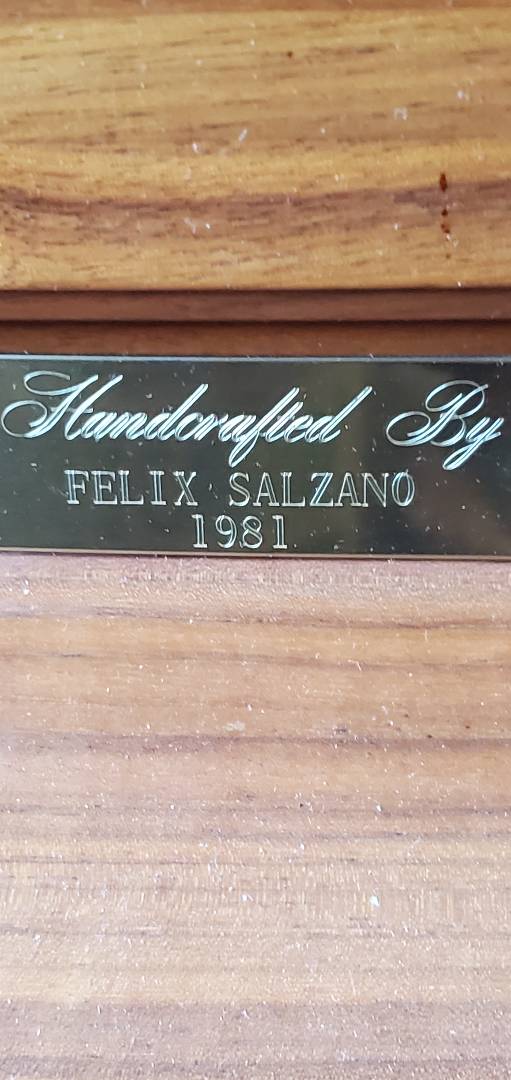 Handcrafted By
FELIX SALZANO
1981